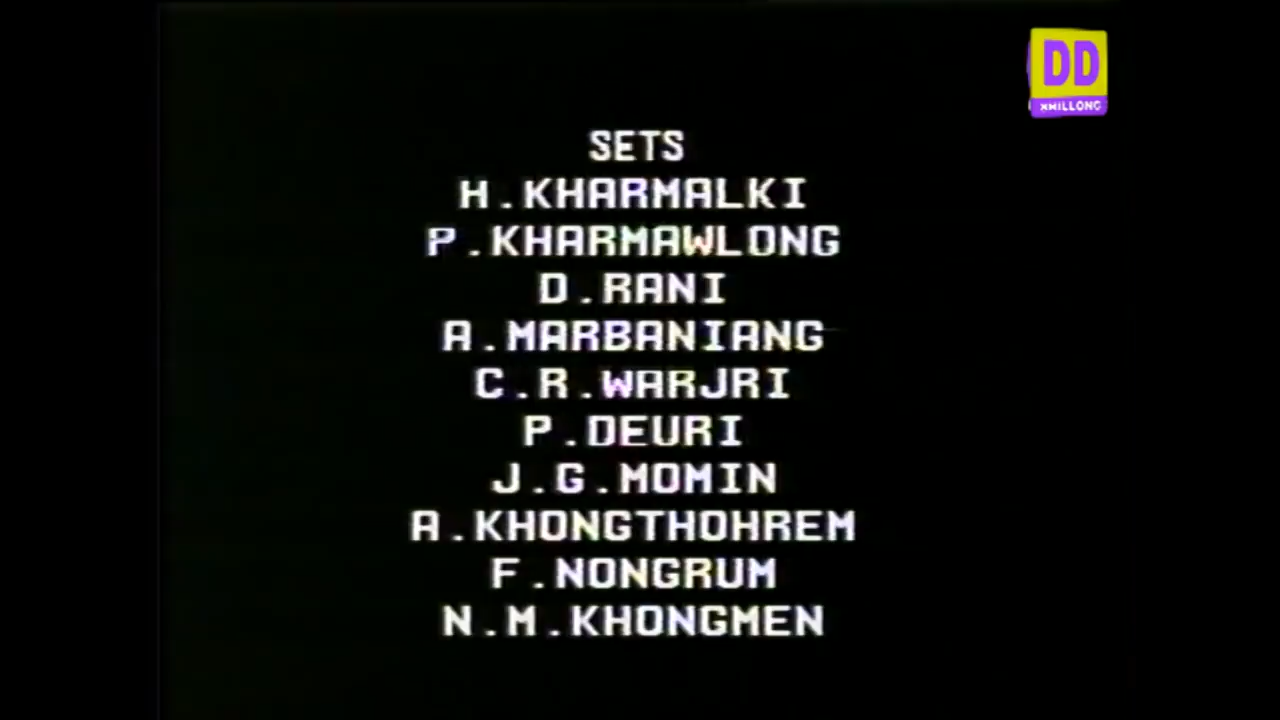 DD
SHILLONG
SETS
H.KHARMALKI
P.KHARMAWLONG
D.RANI
A.MARBANIANG
C.R.WARJRI
P.DEURI
J.G.MOMIN
A.KHONGTHOHREM
F.NONGRUM
N.M.KHONGMEN